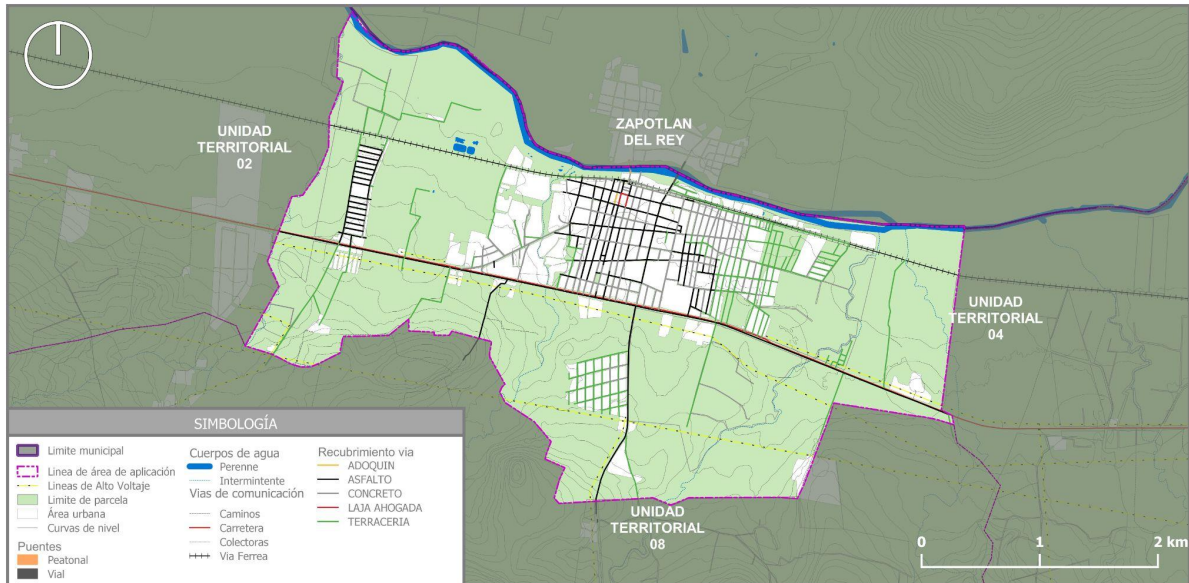 ZAPOTLAN
DEL REY
UNIDAD
TERRITORIAL
02
UNIDAD
TERRITORIAL
04
UNIDAD
TERRITORIAL
08
0 1 2 km
SIMBOLOGÍA
Limite municipal
Linea de área de aplicación
Lineas de Alto Voltaje
Limite de parcela
Área urbana
Curvas de nivel
Puentes
Peatonal
Vial
Cuerpos de agua
Perenne
Intermintente
Vias de comunicación
Caminos
Carretera
Colectoras
Via Ferrea
Recubrimiento via
ADOQUIN
ASFALTO
CONCRETO
LAJA AHOGADA
TERRACERIA